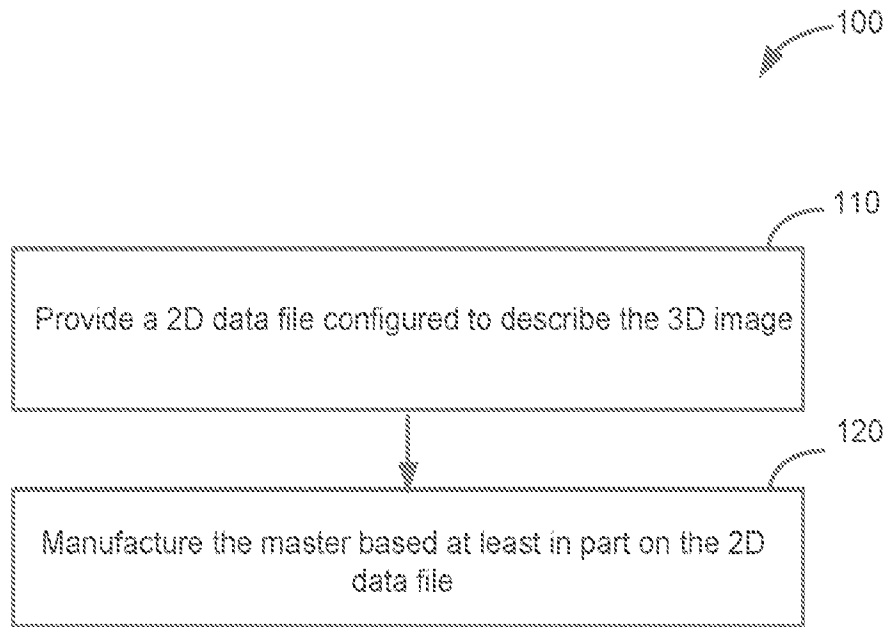 100
110
Provide a 2D data file configured to describe the 3D image
120
Manufacture the master based at least in part on the 2D
data file